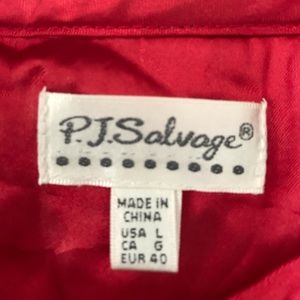 P.J.Salvage®
MADE IN
CHINA
USA L
CA G
EUR 40